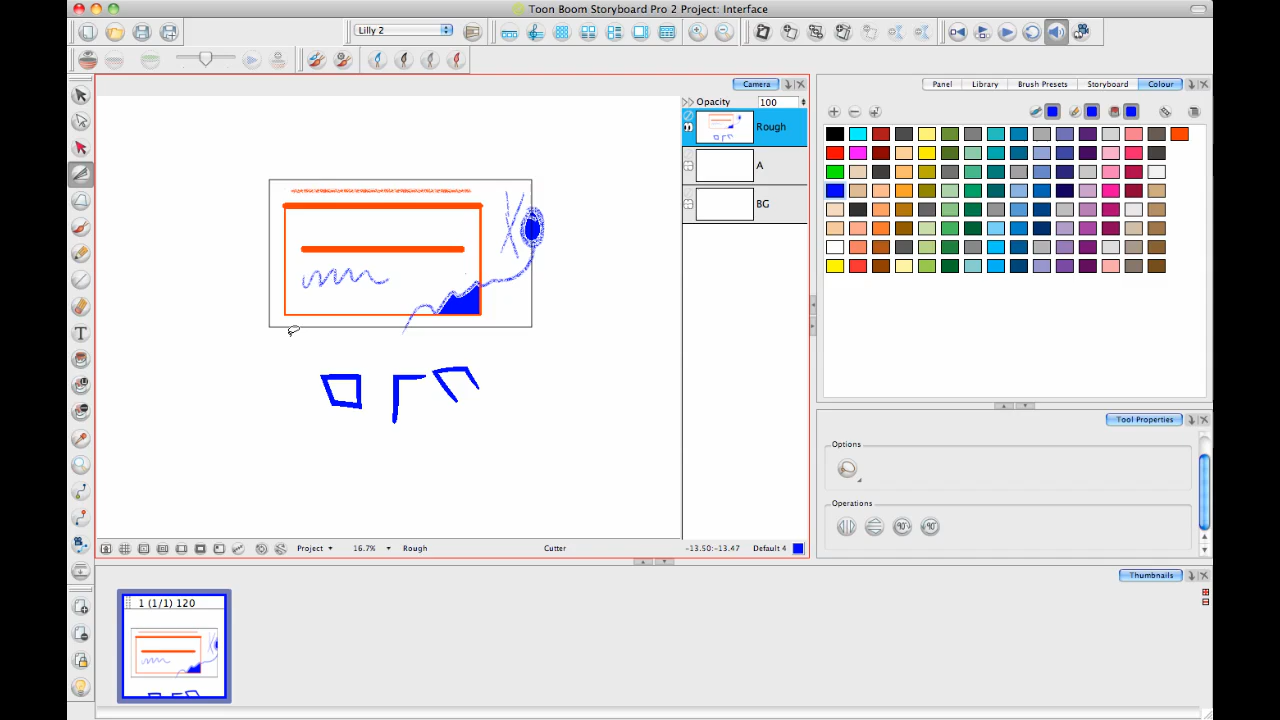 Toon Boom Storyboard Pro 2 Project: Interface
Lilly 2
Camera
Panel Library Brush Presets Storyboard Colour
Opacity 100
Rough
A
BG
Tool Properties
Options
Operations
90° 90°
Project 16.7% Rough Cutter -13.50:-13.47 Default 4
Thumbnails
1 (1/1) 120